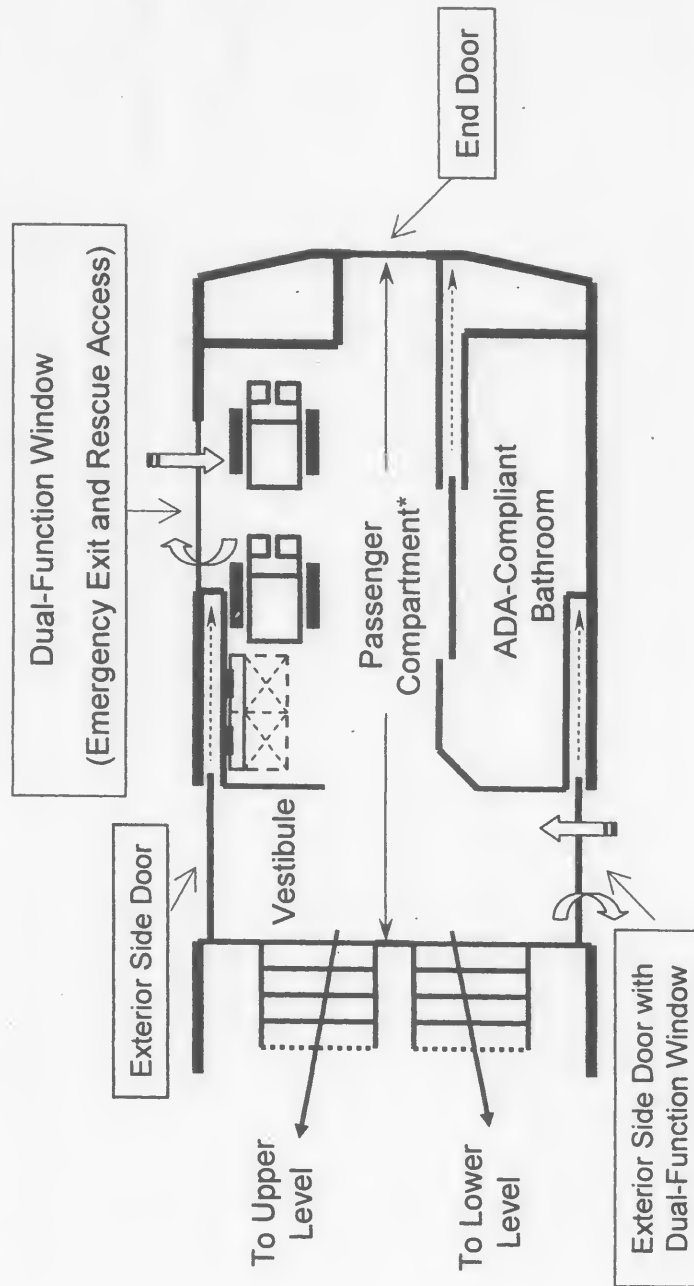 Dual-Function Window
(Emergency Exit and Rescue Access)
Exterior Side Door
End Door
Vestibule
Passenger
Compartment*
ADA-Compliant
Bathroom
To Upper
Level
To Lower
Level
Exterior Side Door with
Dual-Function Window